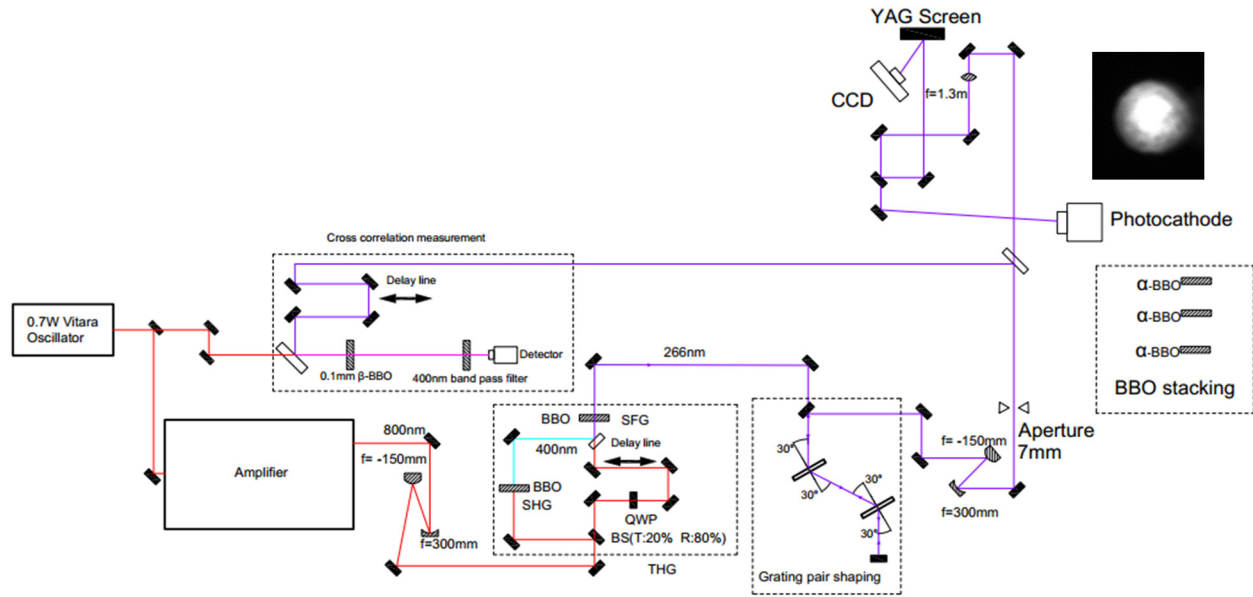 YAG Screen
CCD
f=1.3m
Photocathode
Cross correlation measurement
Delay line
0.7W Vitara
Oscillator
Detector
0.1mm β-BBO
400nm band pass filter
α-BBO
α-BBO
α-BBO
BBO stacking
266nm
Aperture
7mm
800nm
f= -150mm
Amplifier
f=300mm
BBO
SFG
400nm
Delay line
BBO
SHG
QWP
BS(T:20% R:80%)
THG
30°
30°
30°
30°
Grating pair shaping
f= -150mm
f=300mm